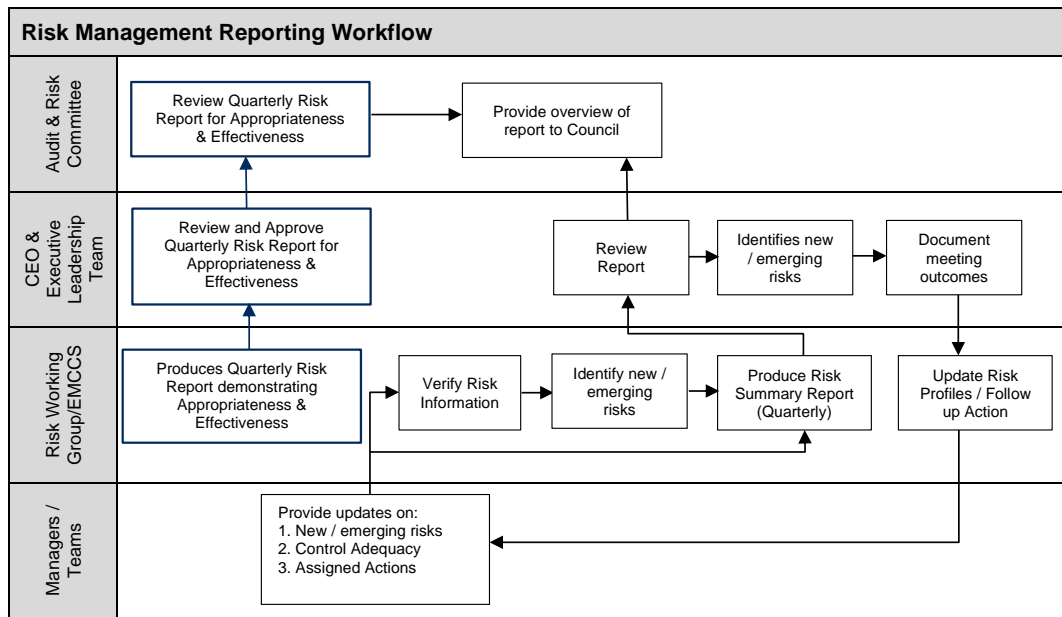 Risk Management Reporting Workflow
Audit & Risk
Committee
Review Quarterly Risk
Report for Appropriateness
& Effectiveness
Provide overview of
report to Council
CEO &
Executive
Leadership
Team
Review and Approve
Quarterly Risk Report for
Appropriateness &
Effectiveness
Review
Report
Identifies new
/ emerging
risks
Document
meeting
outcomes
Risk Working
Group/EMCCS
Produces Quarterly Risk
Report demonstrating
Appropriateness &
Effectiveness
Verify Risk
Information
Identify new /
emerging
risks
Produce Risk
Summary Report
(Quarterly)
Update Risk
Profiles / Follow
up Action
Managers /
Teams
Provide updates on:
1. New / emerging risks
2. Control Adequacy
3. Assigned Actions